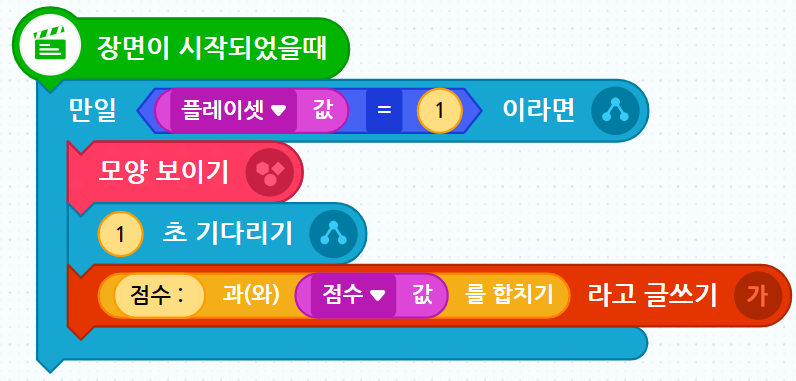 장면이 시작되었을때
만일 플레이셋 값 = 1 이라면
모양 보이기
1 초 기다리기
점수 : 과(와) 점수 값 를 합치기 라고 글쓰기 가